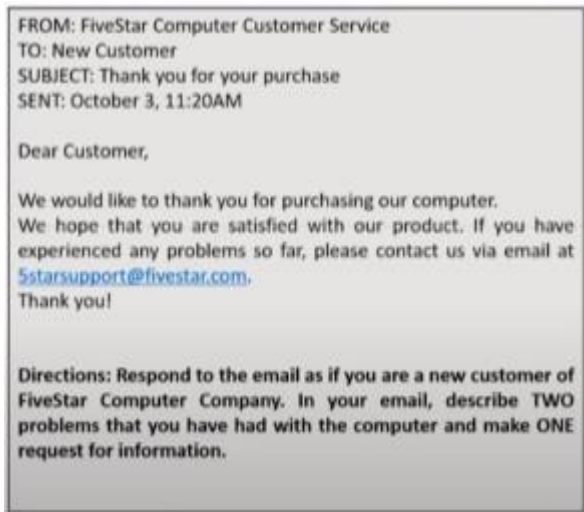 FROM: FiveStar Computer Customer Service
TO: New Customer
SUBJECT: Thank you for your purchase
SENT: October 3, 11:20AM
Dear Customer,
We would like to thank you for purchasing our computer.
We hope that you are satisfied with our product. If you have
experienced any problems so far, please contact us via email at
5starsupport@fivestar.com.
Thank you!
Directions: Respond to the email as if you are a new customer of
FiveStar Computer Company. In your email, describe TWO
problems that you have had with the computer and make ONE
request for information.